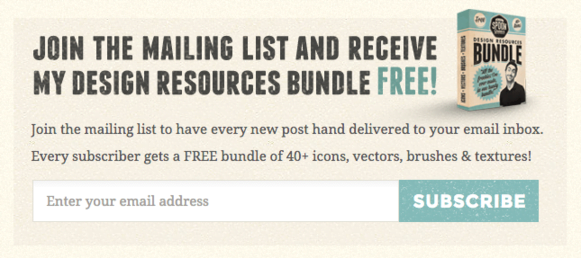 JOIN THE MAILING LIST AND RECEIVE
MY DESIGN RESOURCES BUNDLE FREE!
SPOON
DESIGN RESOURCES
BUNDLE
Join the mailing list to have every new post hand delivered to your email inbox.
Every subscriber gets a FREE bundle of 40+ icons, vectors, brushes & textures!
Enter your email address
SUBSCRIBE